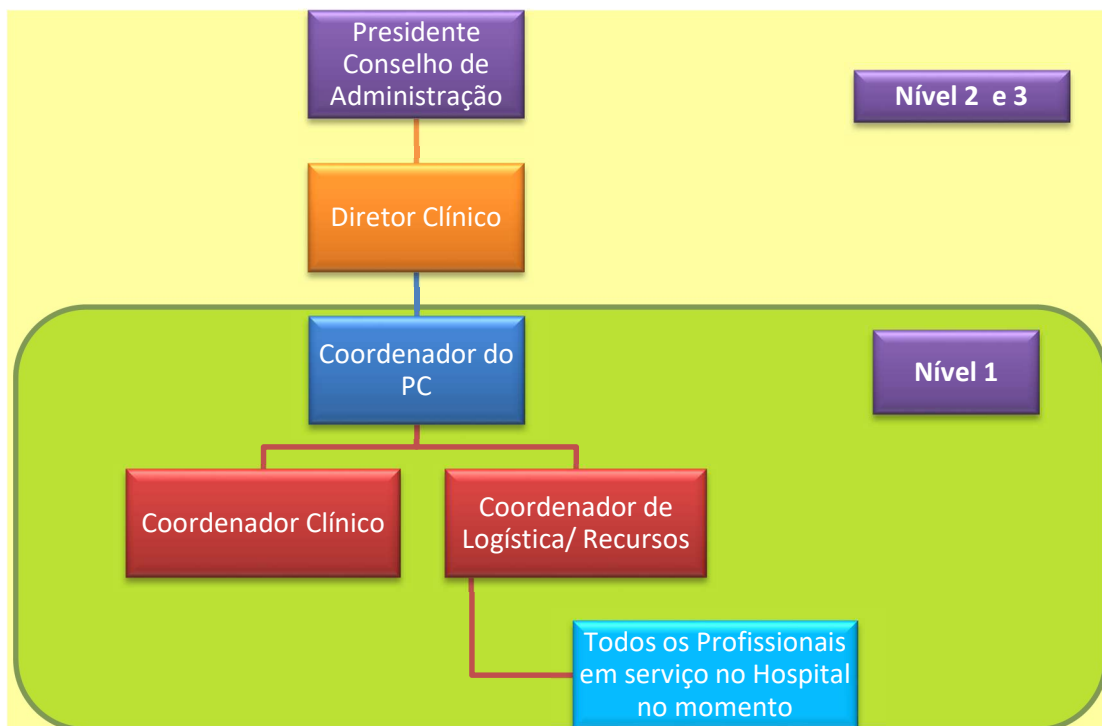 Presidente
Conselho de
Administração
Nível 2 e 3
Diretor Clínico
Coordenador do
PC
Nível 1
Coordenador Clínico
Coordenador de
Logística/ Recursos
Todos os Profissionais
em serviço no Hospital
no momento